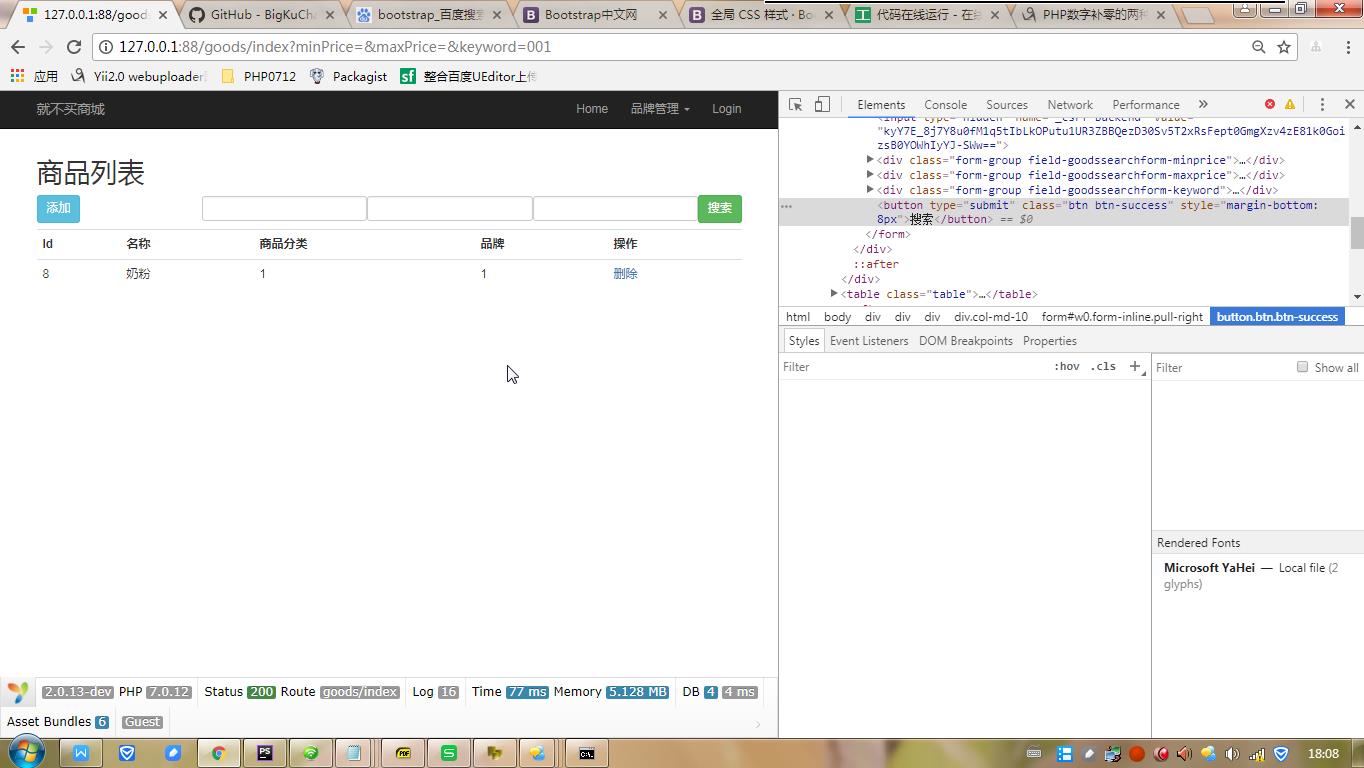 127.0.0.1:88/goods
GitHub - BigKuCha
bootstrap_百度搜索
Bootstrap中文网
全局 CSS 样式 · Boo
代码在线运行 - 在线
PHP数字补零的两种
127.0.0.1:88/goods/index?minPrice=&maxPrice=&keyword=001
应用
Yii2.0 webuploader
PHP0712
Packagist
整合百度UEditor上传
就不买商城
Home
品牌管理
Login
商品列表
添加
搜索
Id 名称 商品分类 品牌 操作
8 奶粉 1 1 删除
2.0.13-dev PHP 7.0.12 Status 200 Route goods/index Log 16 Time 77 ms Memory 5.128 MB DB 4 4 ms
Asset Bundles 6 Guest
Elements Console Sources Network Performance
<input type="hidden" name="_csrf-backend" value=
<div class="form-group field-goodssearchform-minprice">…</div>
<div class="form-group field-goodssearchform-maxprice">…</div>
<div class="form-group field-goodssearchform-keyword">…</div>
<button type="submit" class="btn btn-success" style="margin-bottom:
8px">搜索</button> == $0
</form>
</div>
::after
</div>
<table class="table">…</table>
html body div div div div.col-md-10 form#w0.form-inline.pull-right button.btn.btn-success
Styles Event Listeners DOM Breakpoints Properties
Filter :hov .cls +
Filter Show all
Rendered Fonts
Microsoft YaHei — Local file (2
glyphs)
18:08